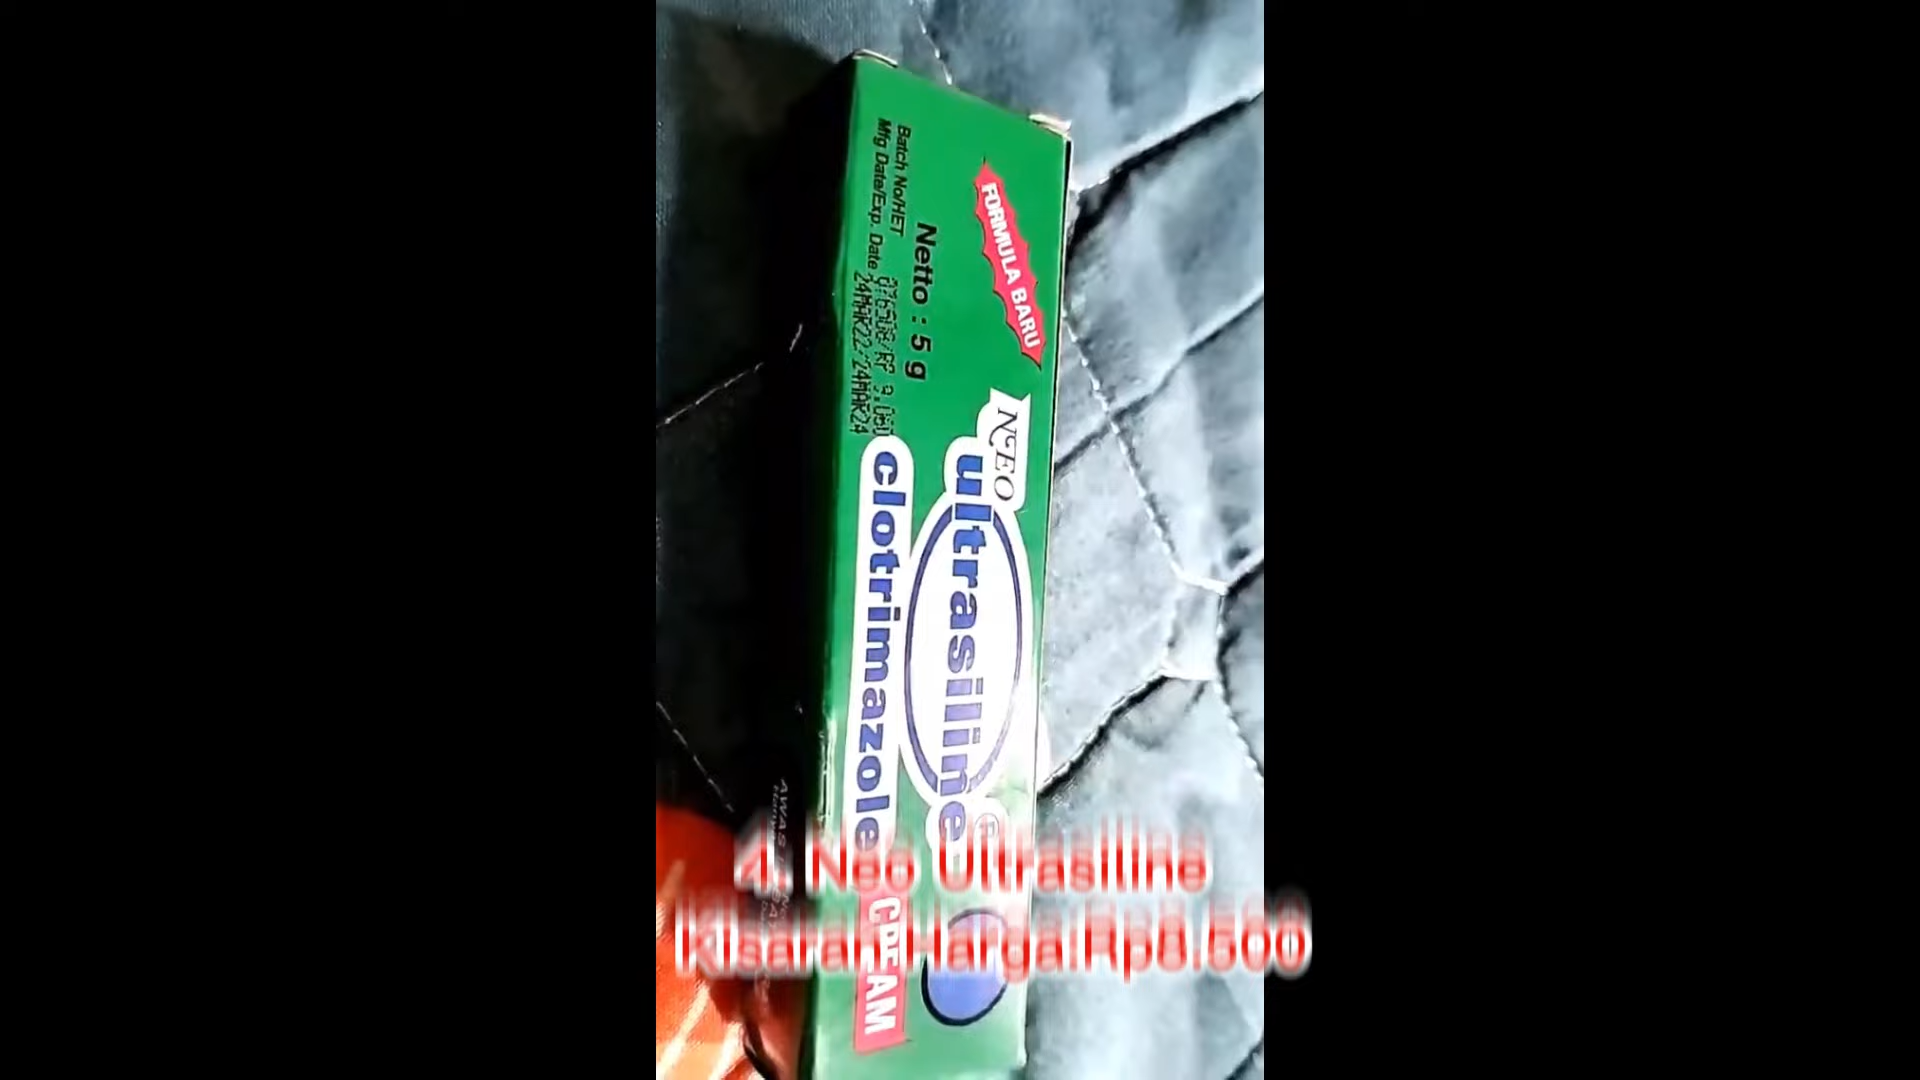 FORMULA BARU
Netto : 5 g
Batch No/HET
Mfg Date/Exp. Date
24MAR22/24MAR24
NEO
ultrasiline
clotrimazole
CREAM
4. Neo Ultrasiline
Kisaran Harga:Rp8.500